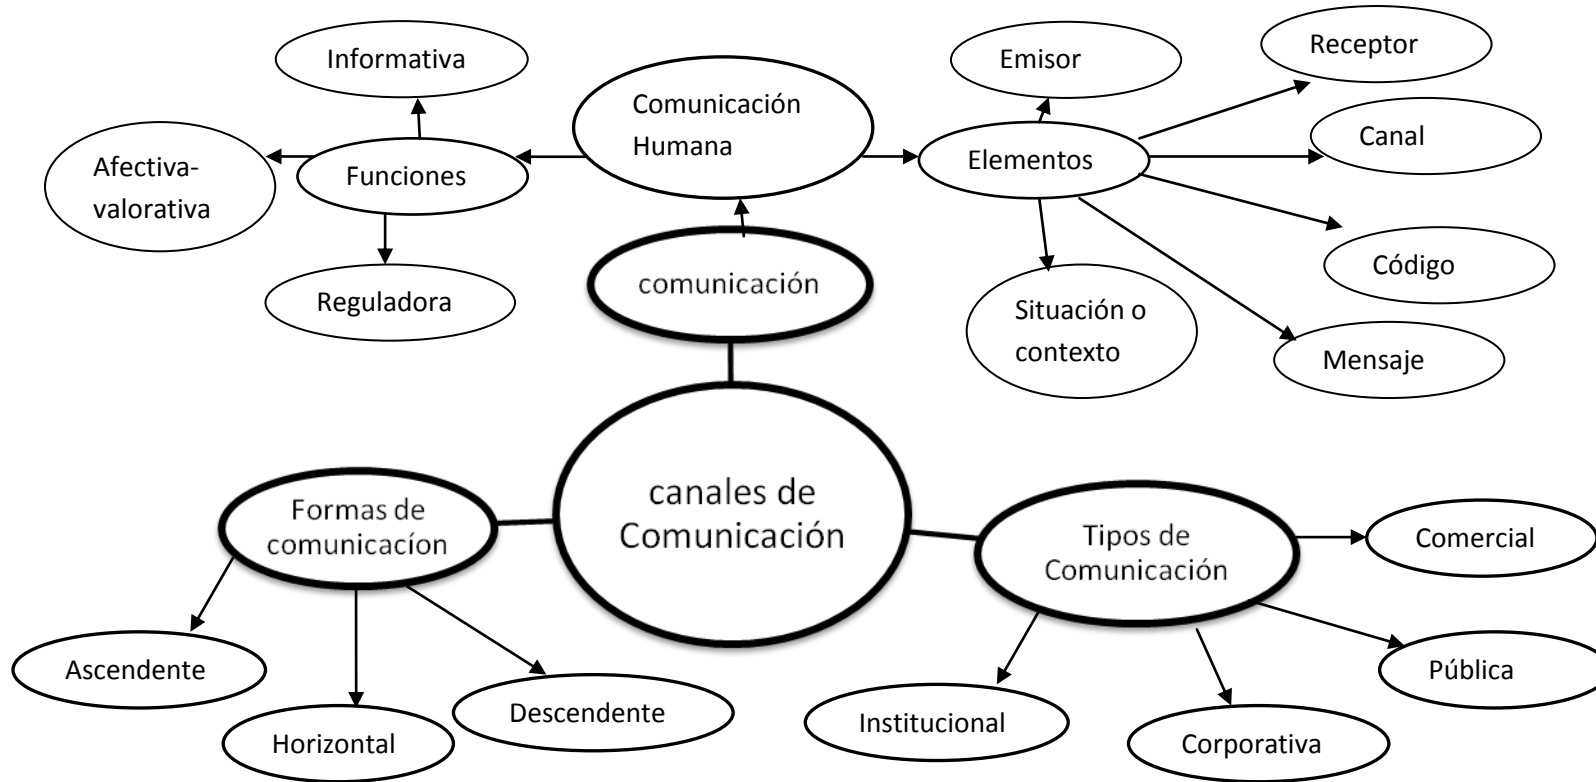 Informativa
Emisor
Receptor
Comunicación
Humana
Canal
Afectiva-
valorativa
Funciones
Elementos
Código
comunicación
Reguladora
Situación o
contexto
Mensaje
canales de
Comunicación
Formas de
comunicacíon
Tipos de
Comunicación
Comercial
Ascendente
Pública
Descendente
Institucional
Horizontal
Corporativa